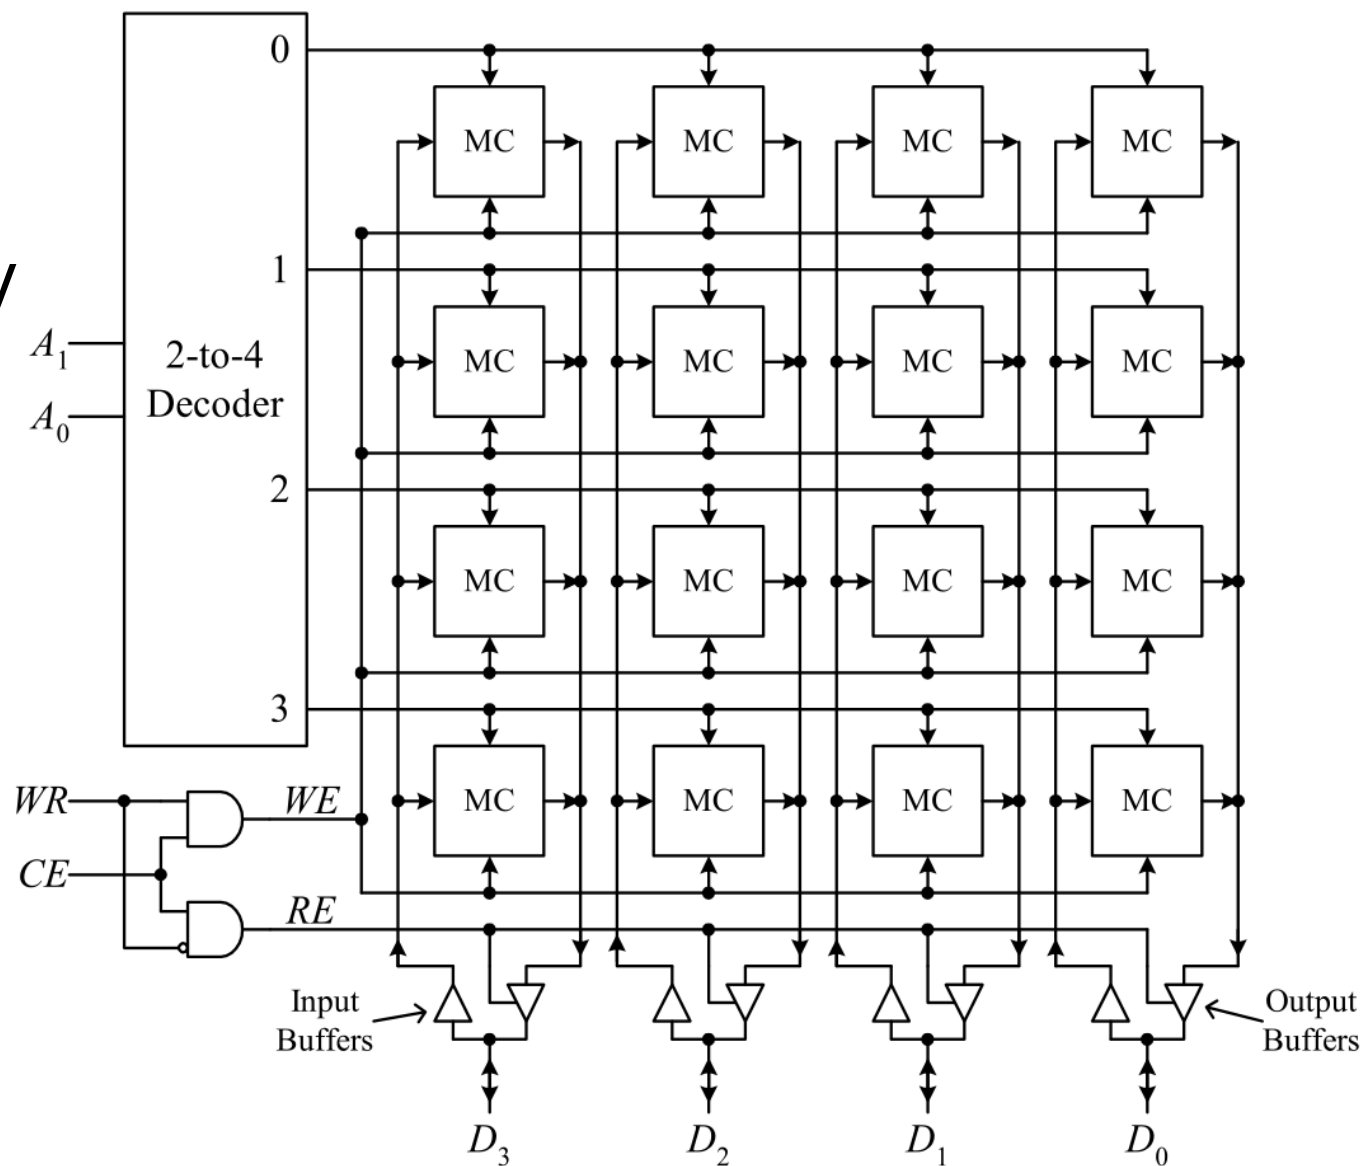 0
MC MC MC MC
y
1
A1
2-to-4
MC MC MC MC
A0
Decoder
2
MC MC MC MC
3
WR
WE
MC MC MC MC
CE
RE
Input
Buffers
Output
Buffers
D3 D2 D1 D0